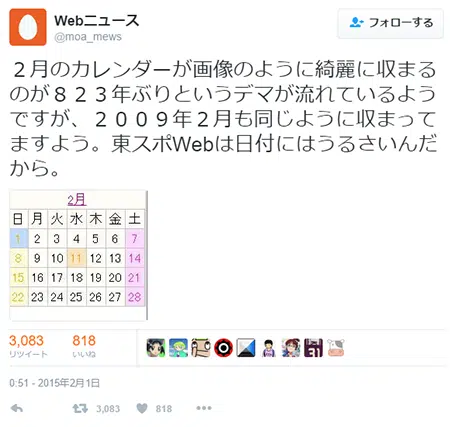 Webニュース
@moa_mews
フォローする
２月のカレンダーが画像のように綺麗に収まる
のが８２３年ぶりというデマが流れているよう
ですが、２００９年２月も同じように収まって
ますよう。東スポWebは日付にはうるさいんだ
から。
2月
日 月 火 水 木 金 土
1 2 3 4 5 6 7
8 9 10 11 12 13 14
15 16 17 18 19 20 21
22 23 24 25 26 27 28
3,083 818
リツイート いいね
31
0:51 - 2015年2月1日
3,083 818